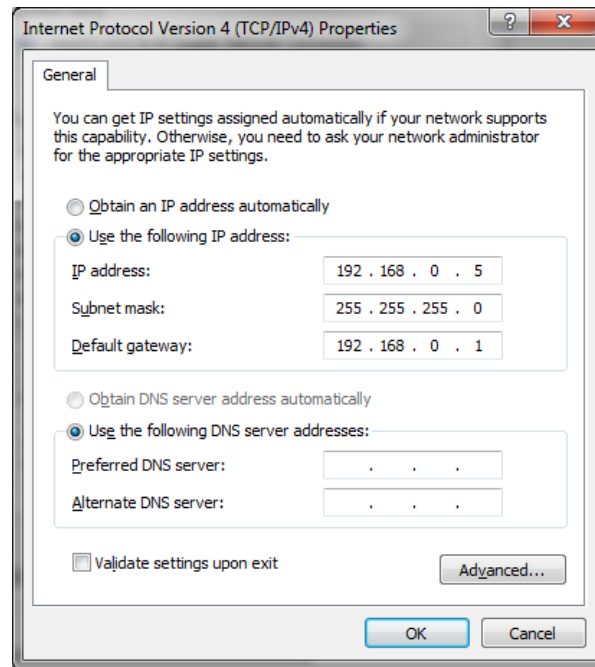 Internet Protocol Version 4 (TCP/IPv4) Properties
?
X
General
You can get IP settings assigned automatically if your network supports
this capability. Otherwise, you need to ask your network administrator
for the appropriate IP settings.
Obtain an IP address automatically
Use the following IP address:
IP address: 192 . 168 . 0 . 5
Subnet mask: 255 . 255 . 255 . 0
Default gateway: 192 . 168 . 0 . 1
Obtain DNS server address automatically
Use the following DNS server addresses:
Preferred DNS server: . . .
Alternate DNS server: . . .
Validate settings upon exit
Advanced...
OK Cancel